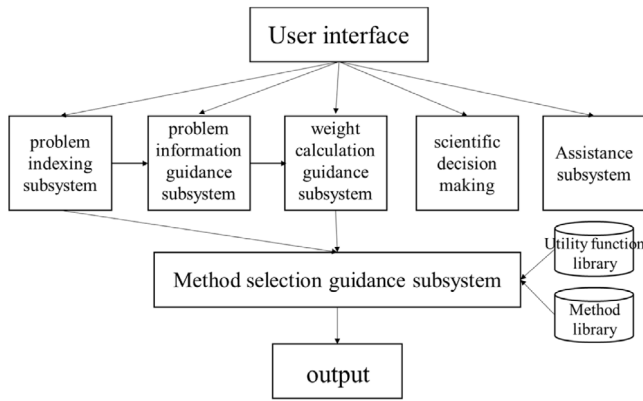 User interface
problem
indexing
subsystem
problem
information
guidance
subsystem
weight
calculation
guidance
subsystem
scientific
decision
making
Assistance
subsystem
Utility function
library
Method selection guidance subsystem
Method
library
output